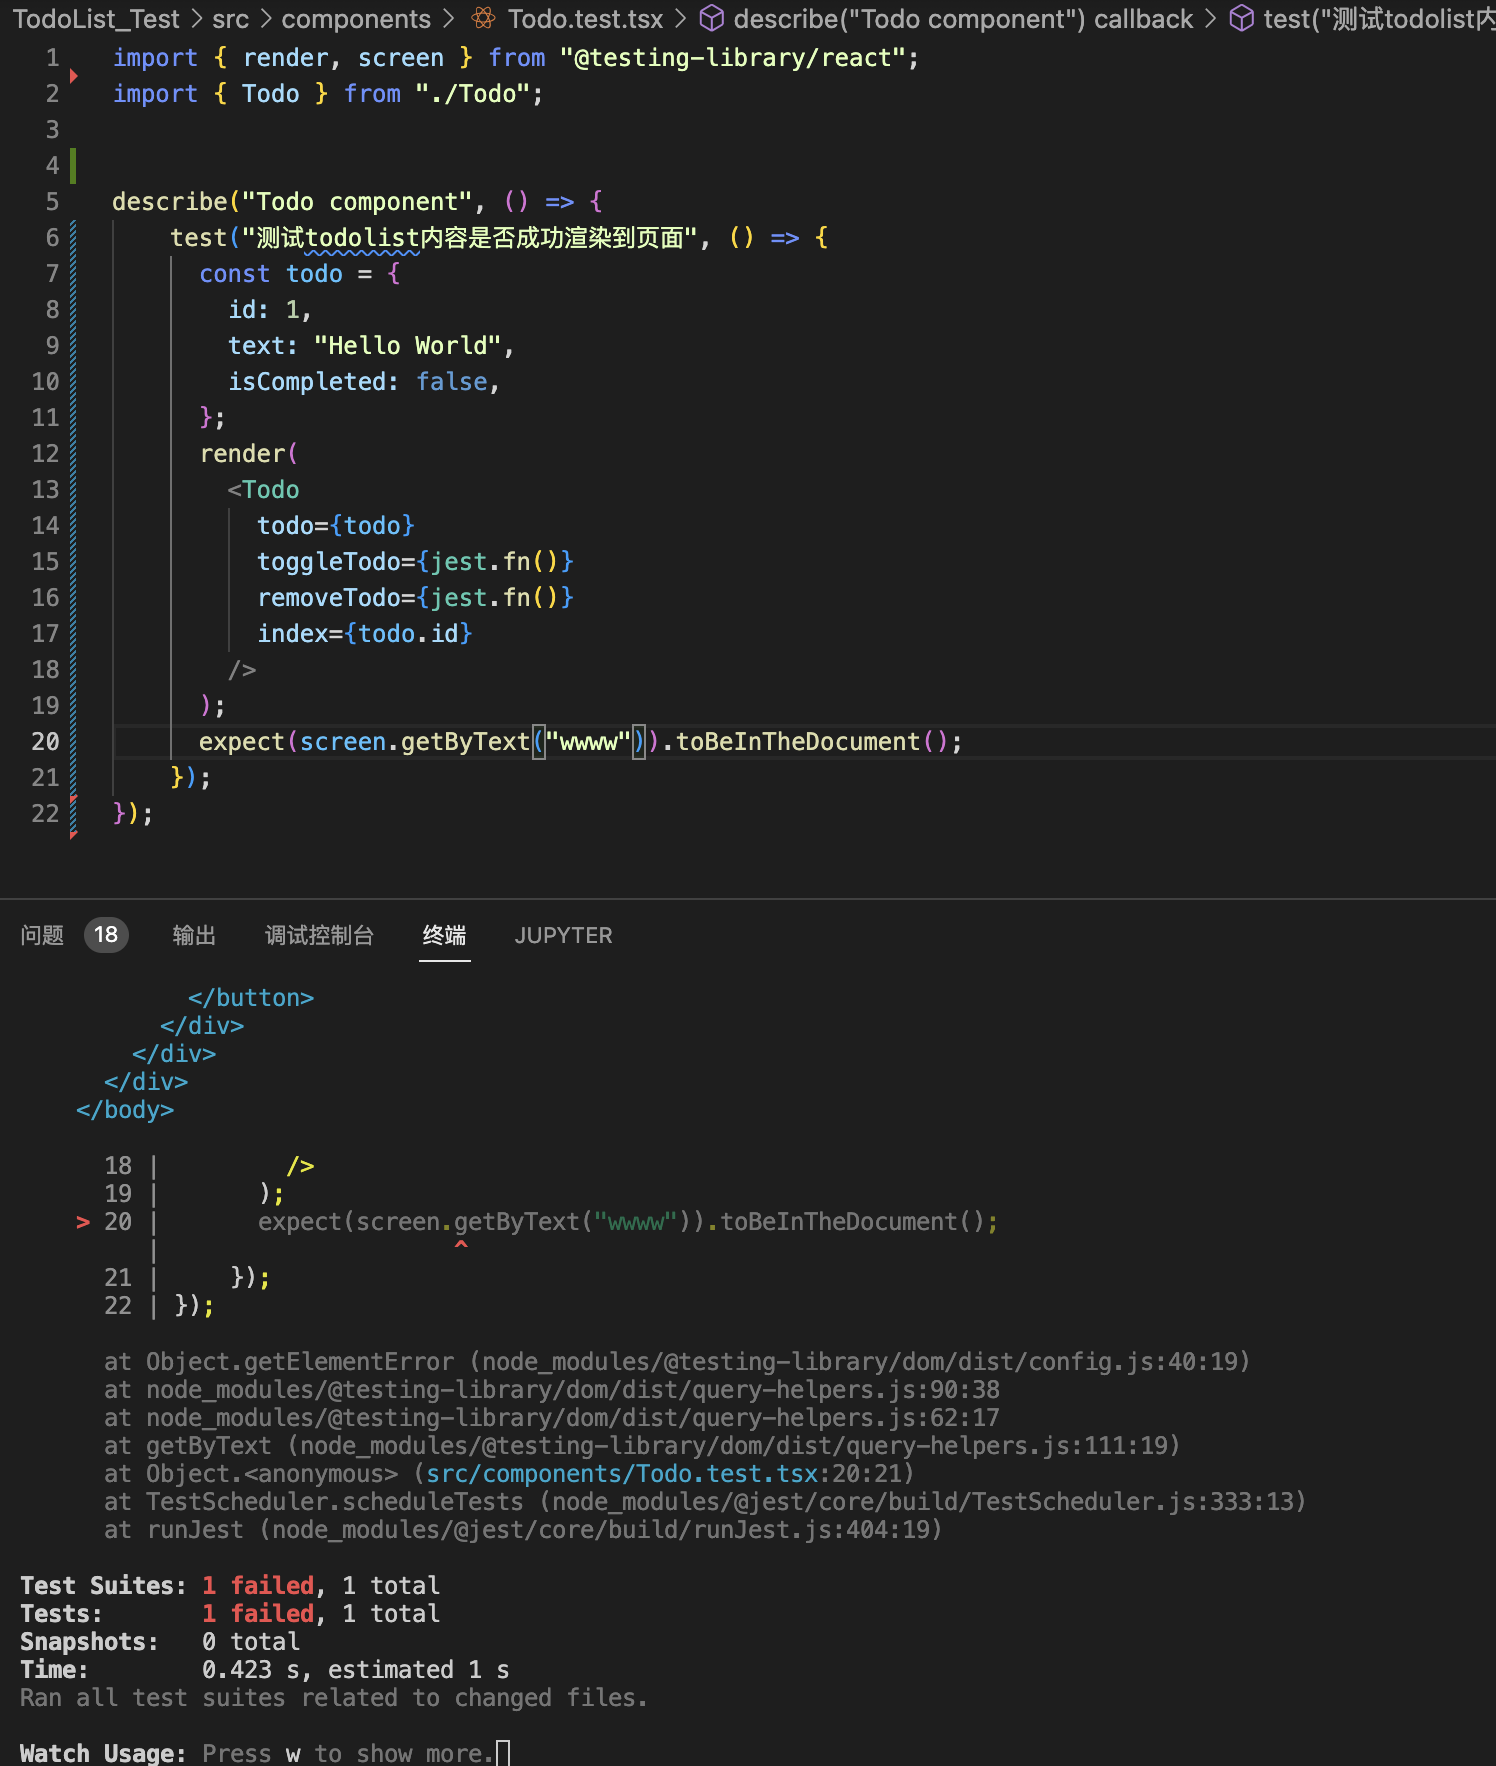 TodoList_Test > src > components > Todo.test.tsx > describe("Todo component") callback > test("测试todolist内
1 import { render, screen } from "@testing-library/react";
2 import { Todo } from "./Todo";
3
4
5 describe("Todo component", () => {
6 test("测试todolist内容是否成功渲染到页面", () => {
7 const todo = {
8 id: 1,
9 text: "Hello World",
10 isCompleted: false,
11 };
12 render(
13 <Todo
14 todo={todo}
15 toggleTodo={jest.fn()}
16 removeTodo={jest.fn()}
17 index={todo.id}
18 />
19 );
20 expect(screen.getByText("wwww")).toBeInTheDocument();
21 });
22 });
问题 18 输出 调试控制台 终端 JUPYTER
</button>
</div>
</div>
</div>
</body>
18 | />
19 | );
> 20 | expect(screen.getByText("wwww")).toBeInTheDocument();
| ^
21 | });
22 | });
at Object.getElementError (node_modules/@testing-library/dom/dist/config.js:40:19)
at node_modules/@testing-library/dom/dist/query-helpers.js:90:38
at node_modules/@testing-library/dom/dist/query-helpers.js:62:17
at getByText (node_modules/@testing-library/dom/dist/query-helpers.js:111:19)
at Object.<anonymous> (src/components/Todo.test.tsx:20:21)
at TestScheduler.scheduleTests (node_modules/@jest/core/build/TestScheduler.js:333:13)
at runJest (node_modules/@jest/core/build/runJest.js:404:19)
Test Suites: 1 failed, 1 total
Tests: 1 failed, 1 total
Snapshots: 0 total
Time: 0.423 s, estimated 1 s
Ran all test suites related to changed files.
Watch Usage: Press w to show more.